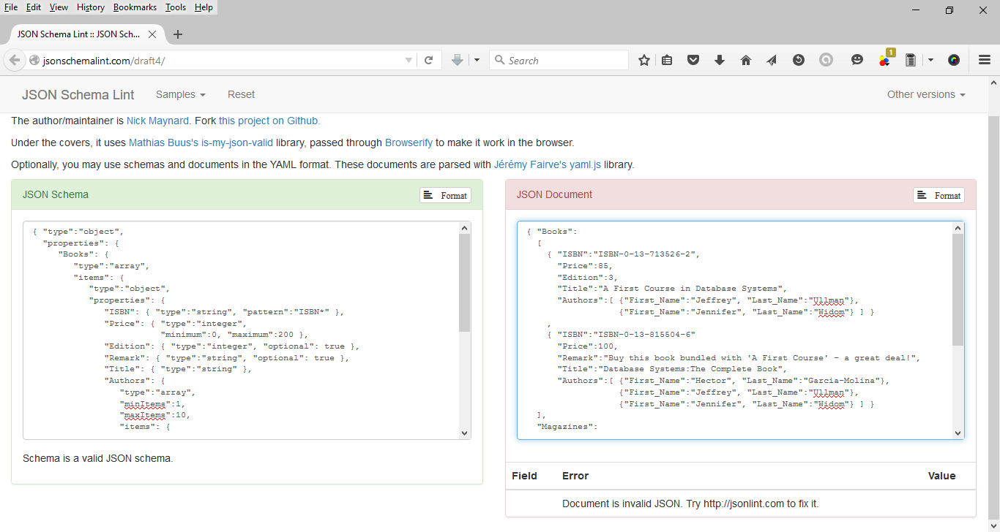 File Edit View History Bookmarks Tools Help
JSON Schema Lint :: JSON Sch...
jsonschemalint.com/draft4/
Search
1
JSON Schema Lint Samples Reset Other versions
The author/maintainer is Nick Maynard. Fork this project on Github.
Under the covers, it uses Mathias Buus's is-my-json-valid library, passed through Browserify to make it work in the browser.
Optionally, you may use schemas and documents in the YAML format. These documents are parsed with Jérémy Fairve's yaml.js library.
JSON Schema Format
{ "type":"object",
"properties": {
"Books": {
"type":"array",
"items": {
"type":"object",
"properties": {
"ISBN": { "type":"string", "pattern":"ISBN*" },
"Price": { "type":"integer",
"minimum":0, "maximum":200 },
"Edition": { "type":"integer", "optional": true },
"Remark": { "type":"string", "optional": true },
"Title": { "type":"string" },
"Authors": {
"type":"array",
"minItems":1,
"maxItems":10,
"items": {
Schema is a valid JSON schema.
JSON Document Format
{ "Books":
[
{ "ISBN":"ISBN-0-13-713526-2",
"Price":85,
"Edition":3,
"Title":"A First Course in Database Systems",
"Authors":[ {"First_Name":"Jeffrey", "Last_Name":"Ullman"},
{"First_Name":"Jennifer", "Last_Name":"Widom"} ] }
,
{ "ISBN":"ISBN-0-13-815504-6"
"Price":100,
"Remark":"Buy this book bundled with 'A First Course' - a great deal!",
"Title":"Database Systems:The Complete Book",
"Authors":[ {"First_Name":"Hector", "Last_Name":"Garcia-Molina"},
{"First_Name":"Jeffrey", "Last_Name":"Ullman"},
{"First_Name":"Jennifer", "Last_Name":"Widom"} ] }
],
"Magazines":
Field Error Value
Document is invalid JSON. Try http://jsonlint.com to fix it.